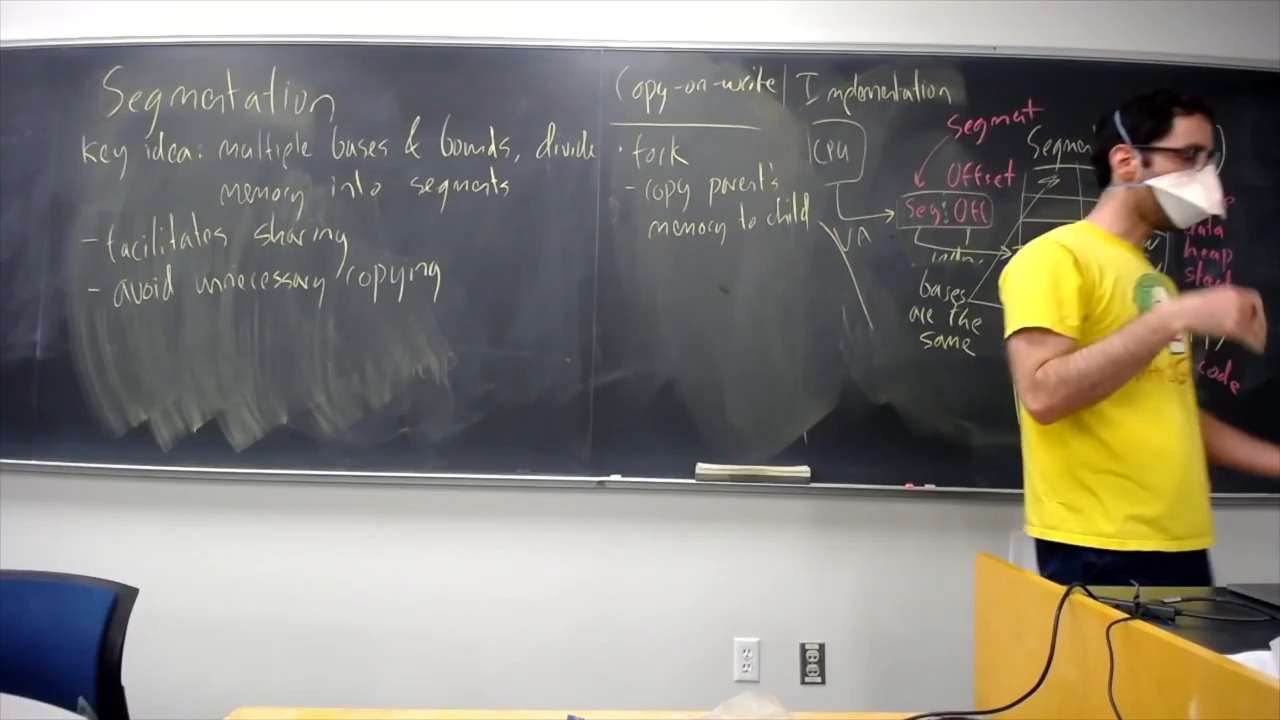 Segmentation
Key idea: multiple bases & bounds, divide
memory into segments
- facilitates sharing
- avoid unnecessary copying
Copy-on-write
• fork
- copy parent's
memory to child
Implementation
CPU
VA
Segment
Offset
Seg: Off
bases
are the
same
data
heap
code